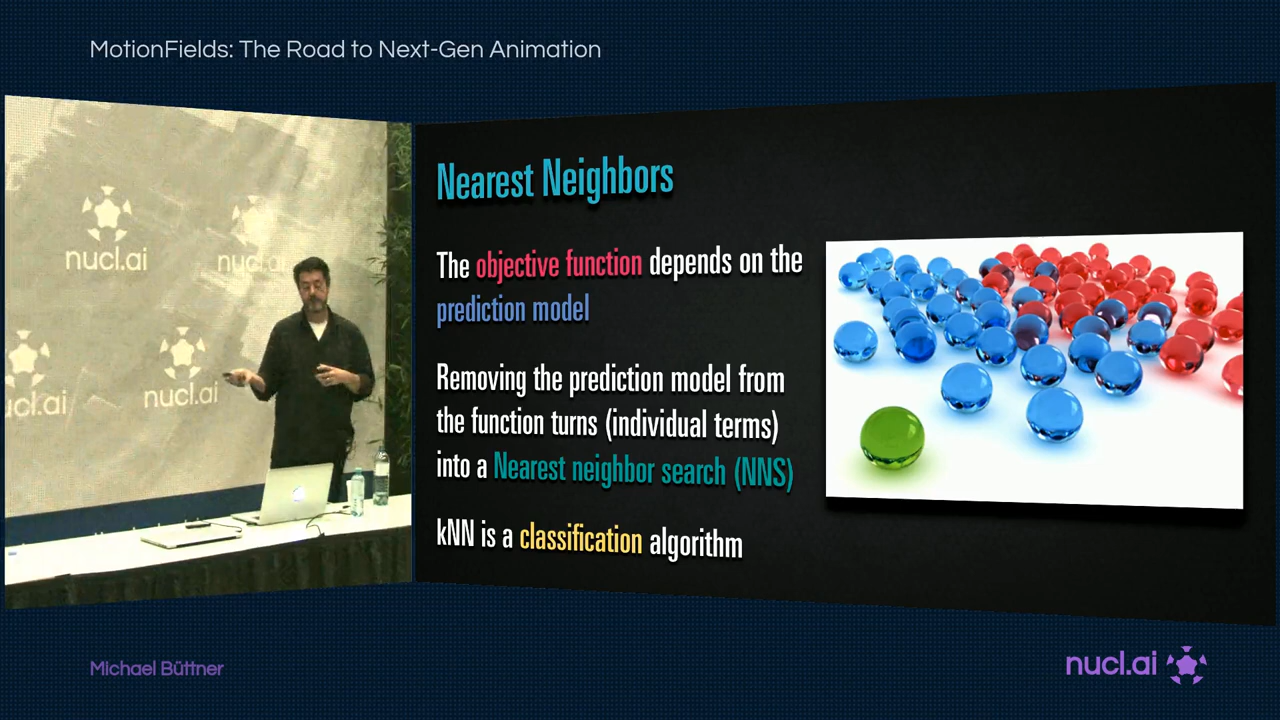 MotionFields: The Road to Next-Gen Animation
nucl.ai
nucl.ai
ucl.ai
nucl.ai
Nearest Neighbors
The objective function depends on the
prediction model
Removing the prediction model from
the function turns (individual terms)
into a Nearest neighbor search (NNS)
kNN is a classification algorithm
Michael Büttner
nucl.ai